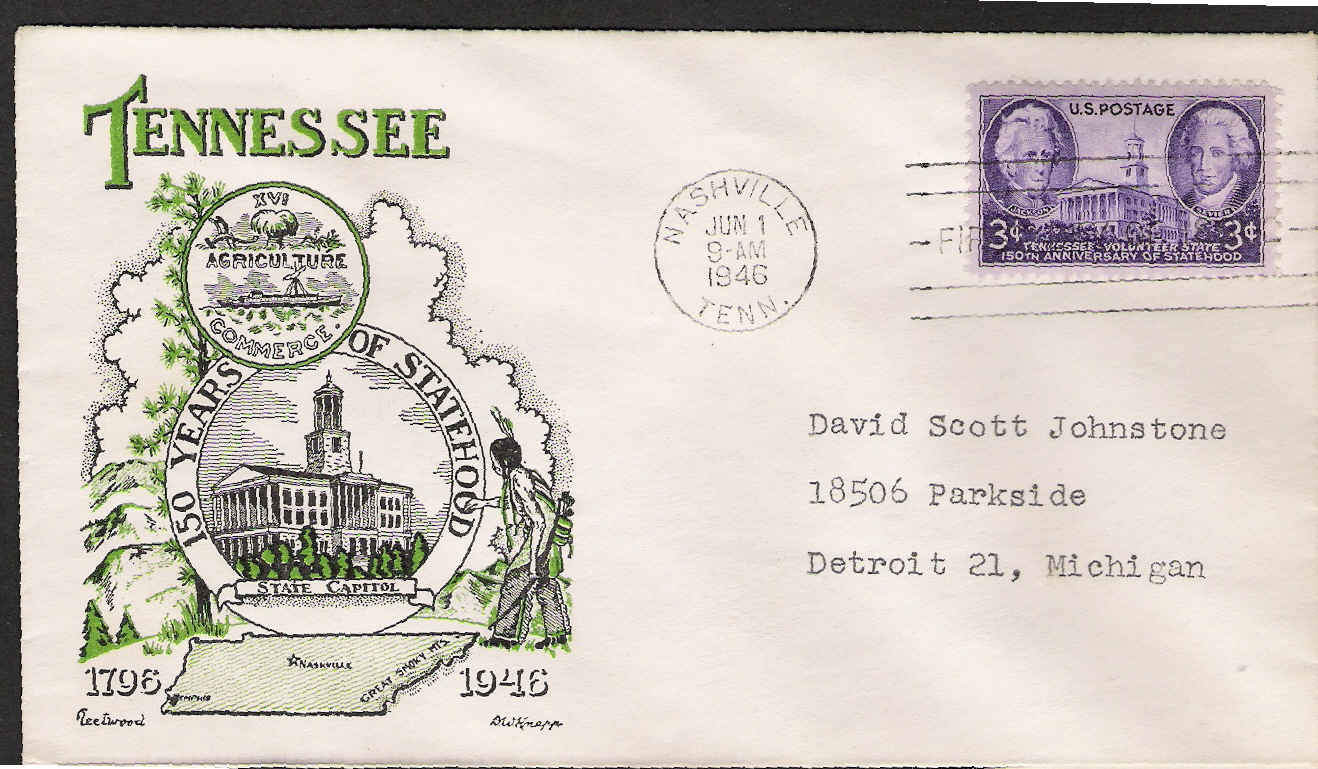 TENNESSEE
XVI
AGRICULTURE
COMMERCE.
150 YEARS OF STATEHOOD
STATE CAPITOL
NASHVILLE
MEMPHIS
GREAT SMOKY MTS.
1796 1946
Fleetwood
NASHVILLE
JUN 1
9-AM
1946
TENN.
U.S.POSTAGE
JACKSON
SEVIER
3¢ 3¢
TENNESSEE-VOLUNTEER STATE
150TH ANNIVERSARY OF STATEHOOD
David Scott Johnstone
18506 Parkside
Detroit 21, Michigan